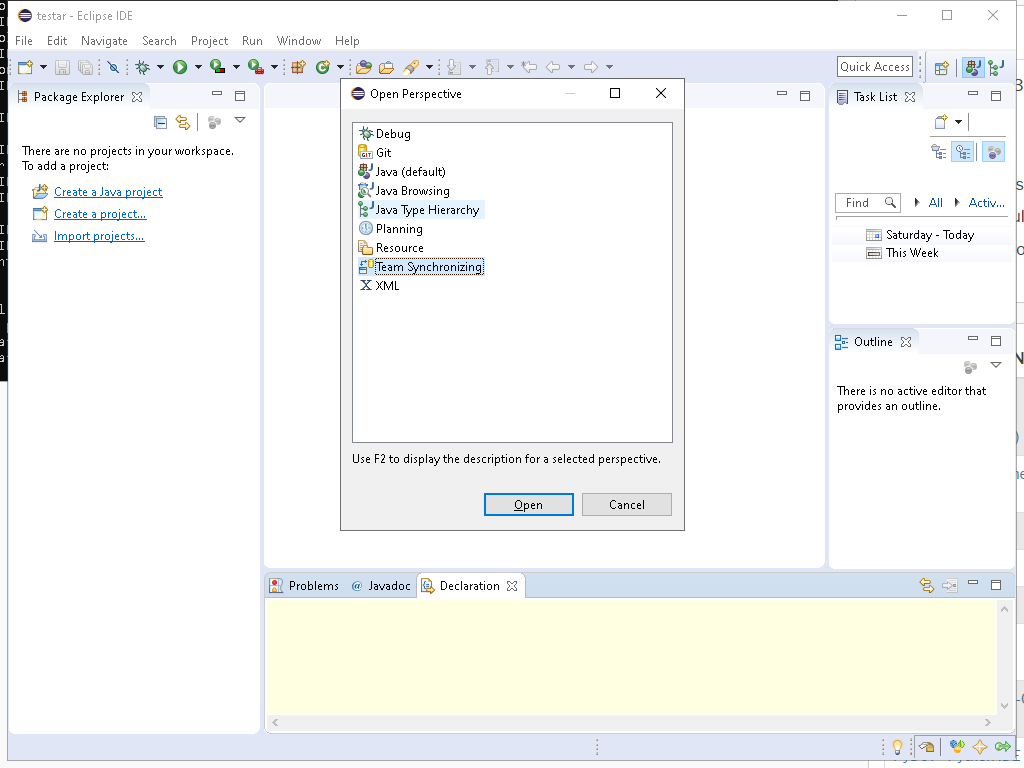 testar - Eclipse IDE
File Edit Navigate Search Project Run Window Help
Quick Access
Package Explorer
There are no projects in your workspace.
To add a project:
Create a Java project
Create a project...
Import projects...
Open Perspective
Debug
GIT Git
Java (default)
Java Browsing
Java Type Hierarchy
Planning
Resource
Team Synchronizing
XML
Use F2 to display the description for a selected perspective.
Open Cancel
Task List
Find All Activ...
Saturday - Today
This Week
Outline
There is no active editor that
provides an outline.
Problems @ Javadoc Declaration